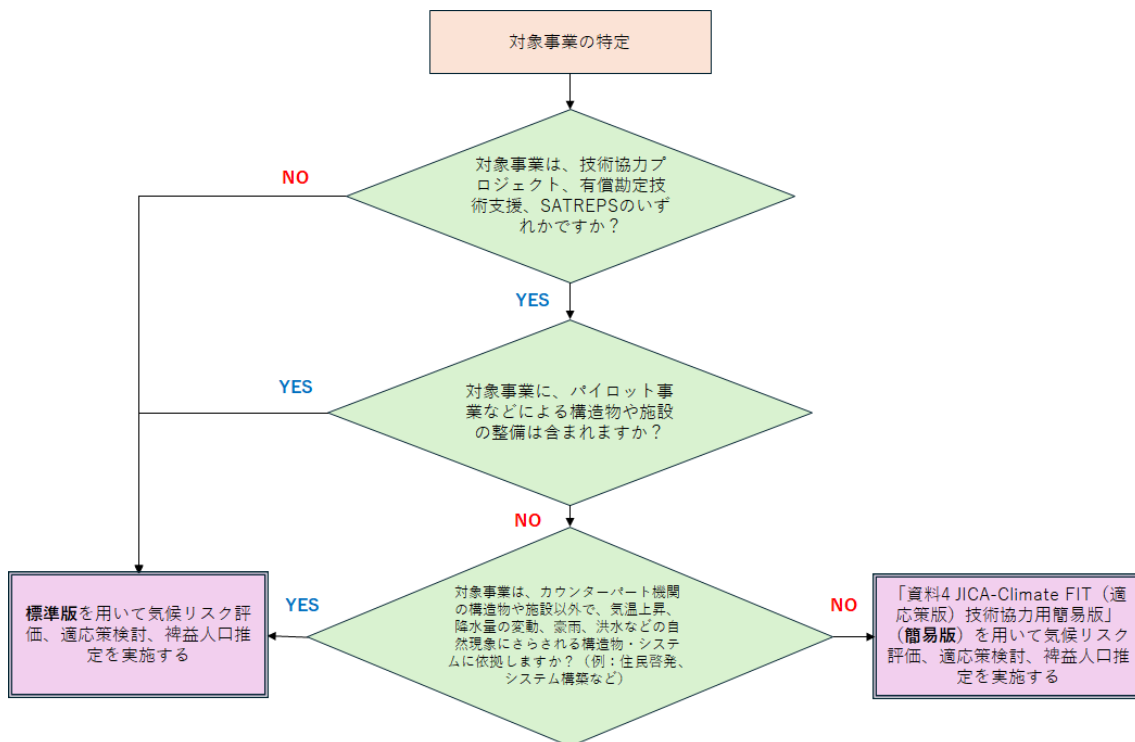 対象事業の特定
対象事業は、技術協力プ
ロジェクト、有償勘定技
術支援、SATREPSのいず
れかですか？
NO
YES
対象事業に、パイロット事
業などによる構造物や施設
の整備は含まれますか？
YES
NO
対象事業は、カウンターパート機関
の構造物や施設以外で、気温上昇、
降水量の変動、豪雨、洪水などの自
然現象にさらされる構造物・システ
ムに依拠しますか？（例：住民啓発、
システム構築など）
YES
NO
標準版を用いて気候リスク評
価、適応策検討、裨益人口推
定を実施する
「資料4 JICA-Climate FIT（適
応策版）技術協力用簡易版」
（簡易版）を用いて気候リスク
評価、適応策検討、裨益人口推
定を実施する